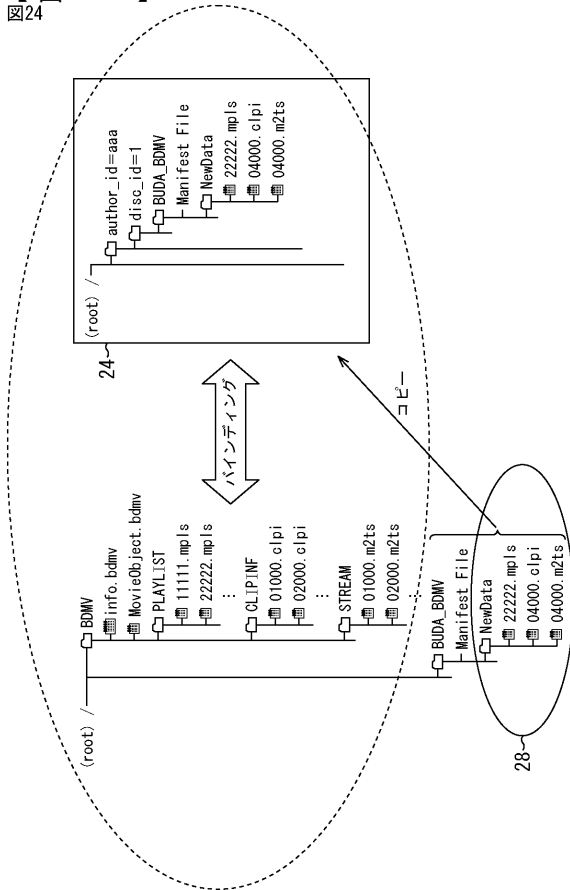 図24
(root) /
BDMV
info.bdmv
MovieObject.bdmv
PLAYLIST
11111.mpls
22222.mpls
⋮
CLIPINF
01000.clpi
02000.clpi
⋮
STREAM
01000.m2ts
02000.m2ts
⋮
BUDA_BDMV
Manifest File
NewData
22222.mpls
04000.clpi
04000.m2ts
28
バインディング
コピー
24
(root) /
author_id=aaa
disc_id=1
BUDA_BDMV
Manifest File
NewData
22222.mpls
04000.clpi
04000.m2ts